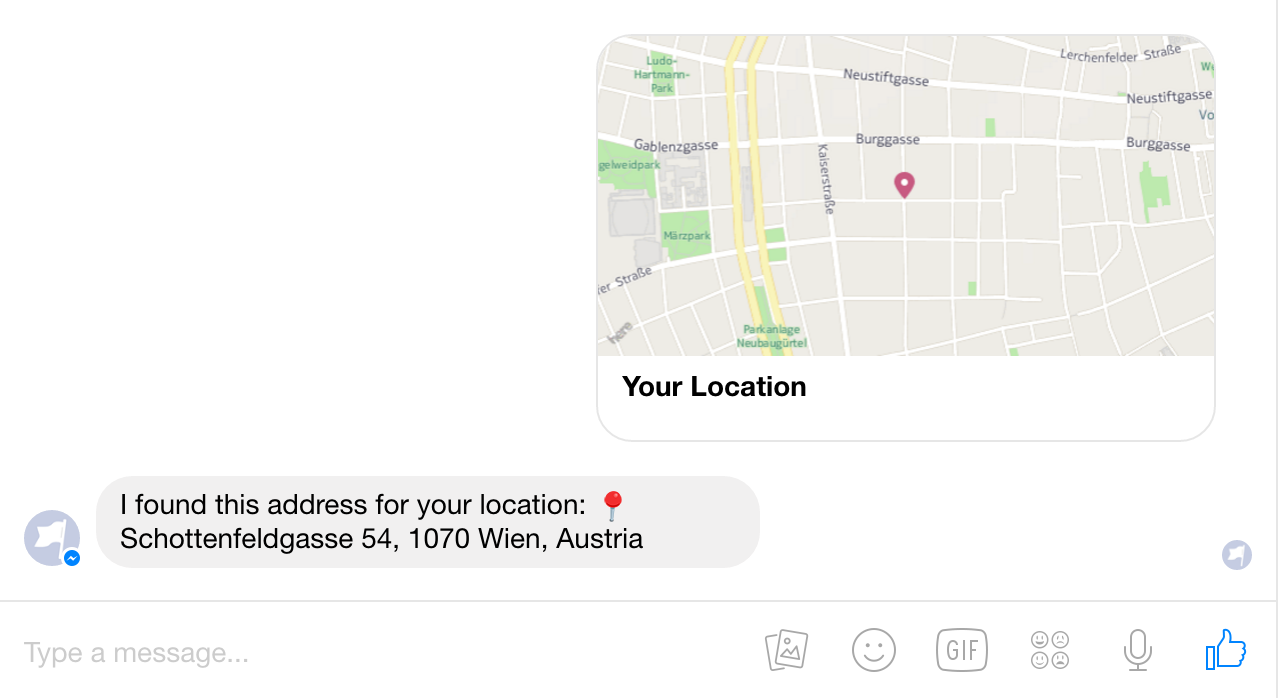 Ludo-
Hartmann-
Park
Lerchenfelder Straße
Neustiftgasse
Neustiftgasse
Vo
Gablenzgasse
Burggasse
Burggasse
gelweidpark
Kaiserstraße
Märzpark
ier Straße
here
Parkanlage
Neubaugürtel
Your Location
I found this address for your location: 📍
Schottenfeldgasse 54, 1070 Wien, Austria
Type a message...
GIF